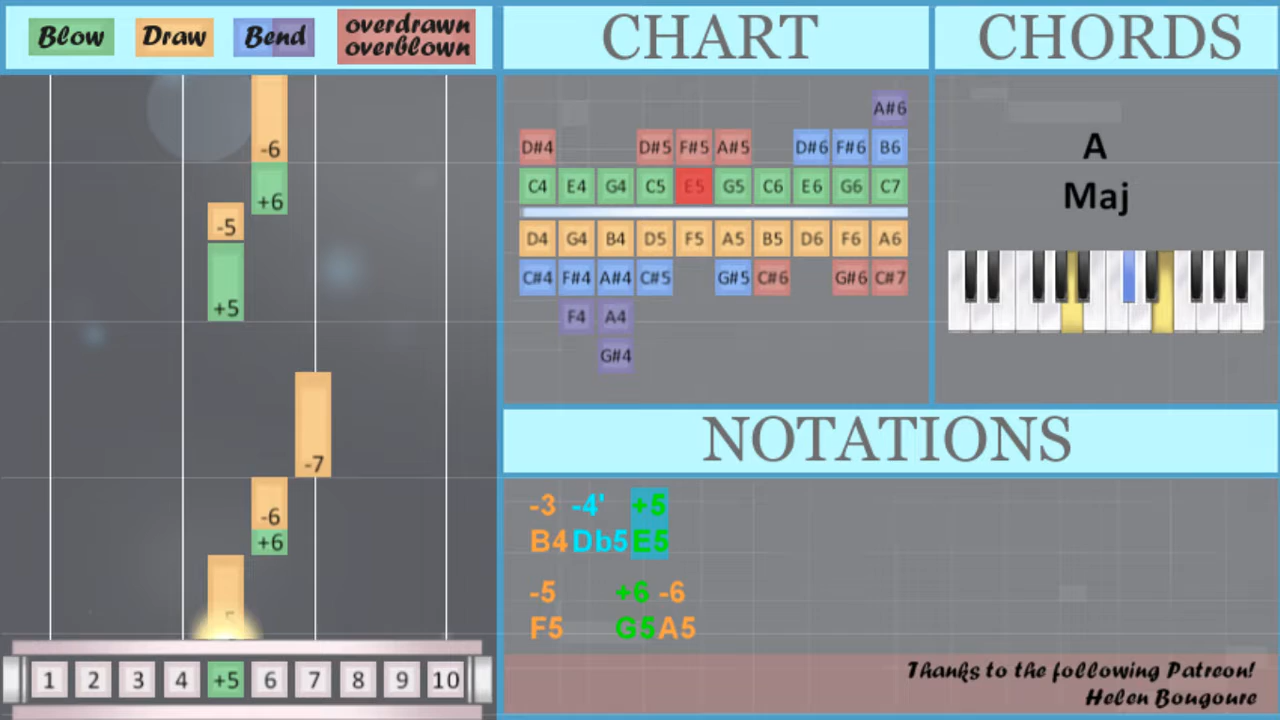 Blow Draw Bend overdrawn
overblown
CHART
CHORDS
-6
+6
-5
+5
-7
-6
+6
1 2 3 4 +5 6 7 8 9 10
A#6
D#4 D#5 F#5 A#5 D#6 F#6 B6
C4 E4 G4 C5 E5 G5 C6 E6 G6 C7
D4 G4 B4 D5 F5 A5 B5 D6 F6 A6
C#4 F#4 A#4 C#5 G#5 C#6 G#6 C#7
F4 A4
G#4
A
Maj
NOTATIONS
-3 -4' +5
B4 Db5 E5
-5 +6 -6
F5 G5 A5
Thanks to the following Patreon!
Helen Bougoure